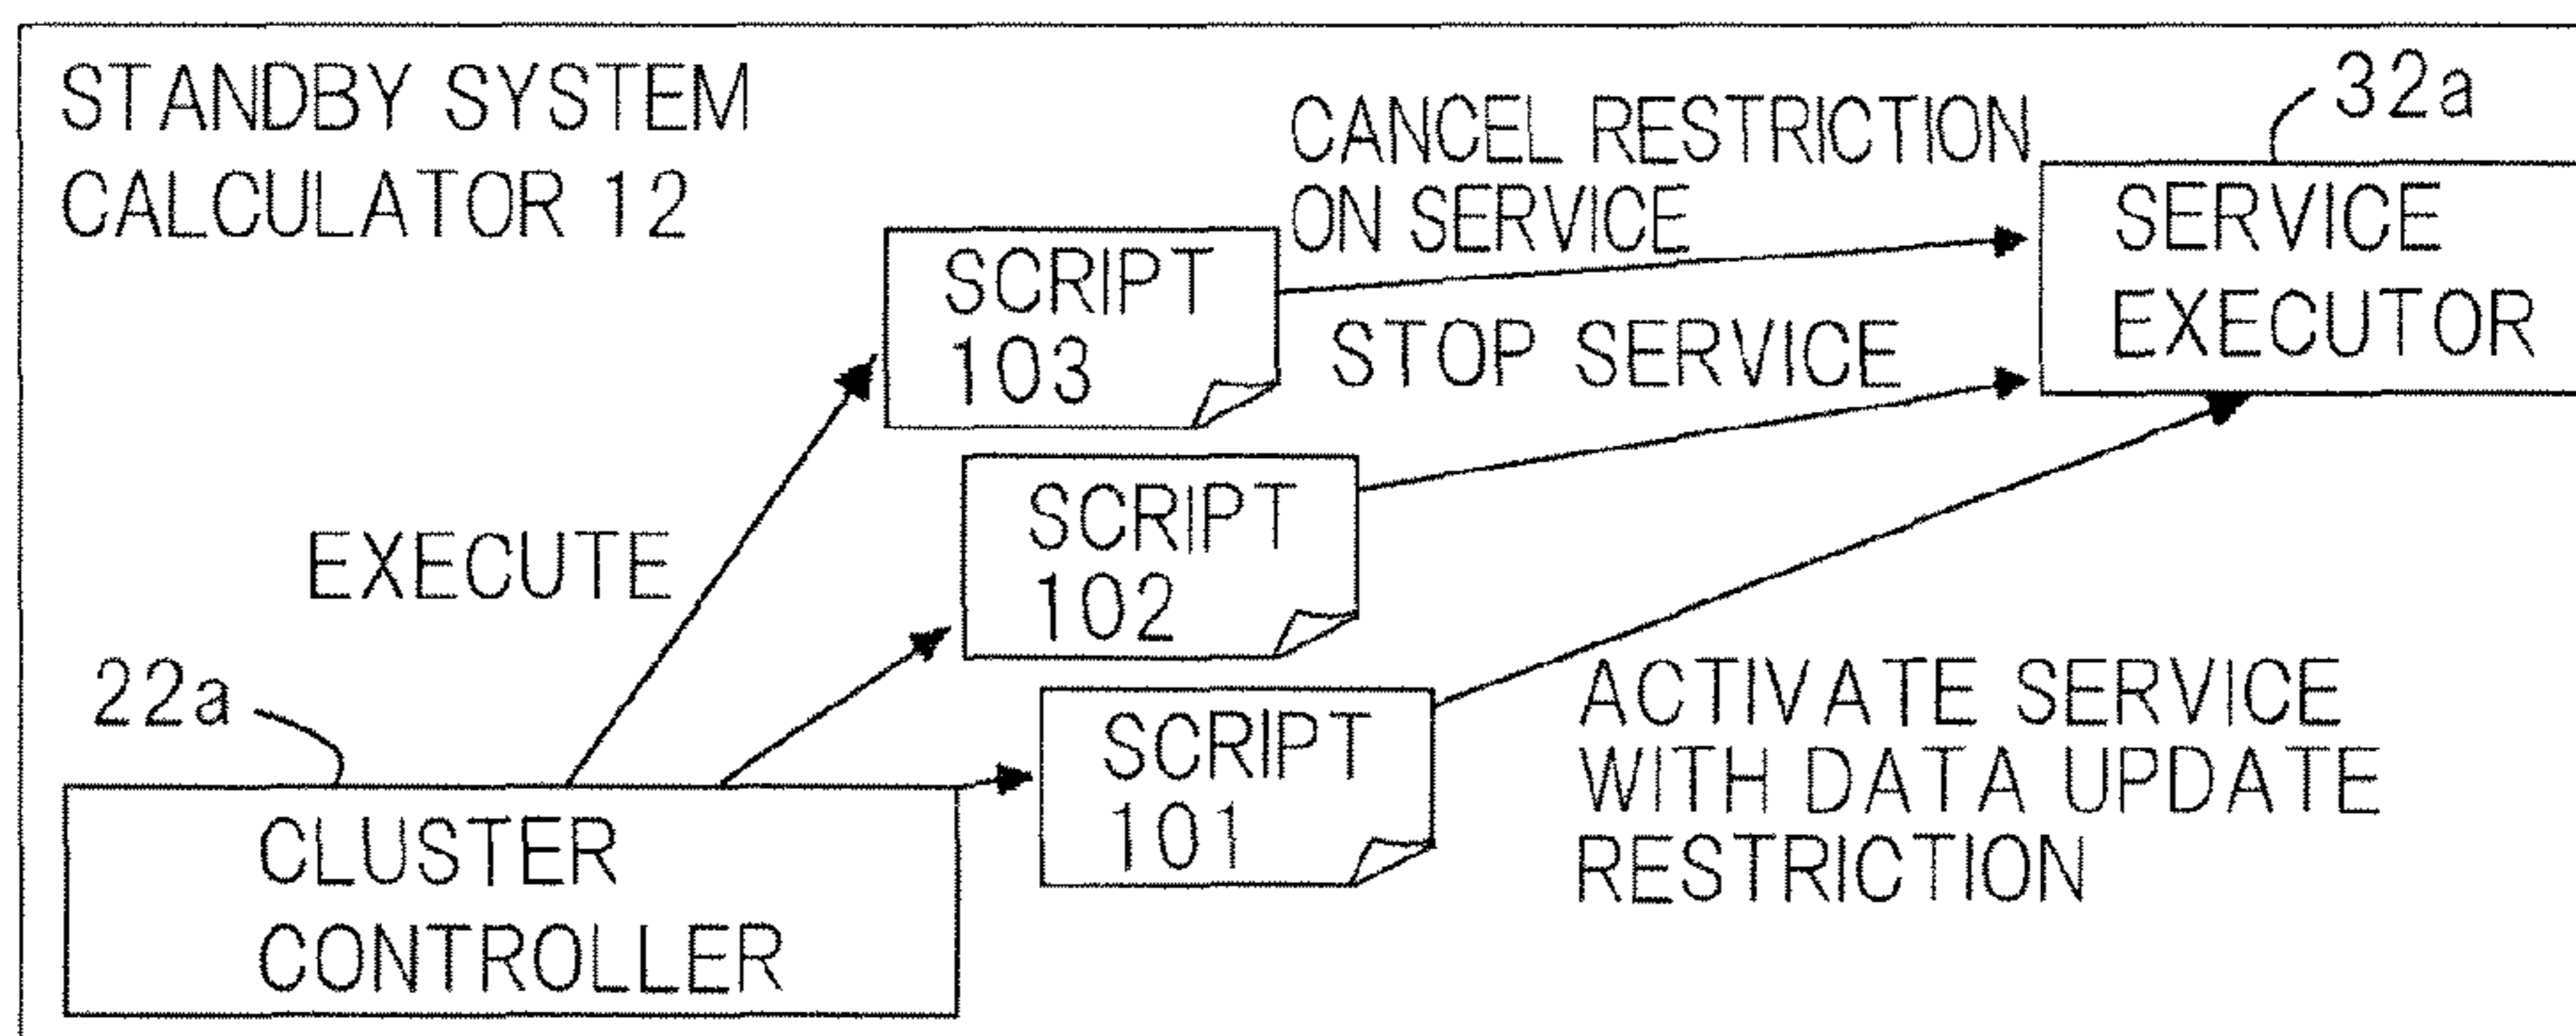 STANDBY SYSTEM
CALCULATOR 12
32a
CANCEL RESTRICTION
ON SERVICE
SERVICE
EXECUTOR
SCRIPT
103
STOP SERVICE
SCRIPT
102
EXECUTE
22a
SCRIPT
101
ACTIVATE SERVICE
WITH DATA UPDATE
RESTRICTION
CLUSTER
CONTROLLER